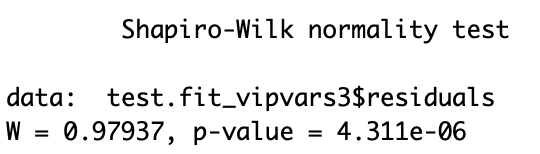 Shapiro-Wilk normality test
data:  test.fit_vipvars3$residuals
W = 0.97937, p-value = 4.311e-06